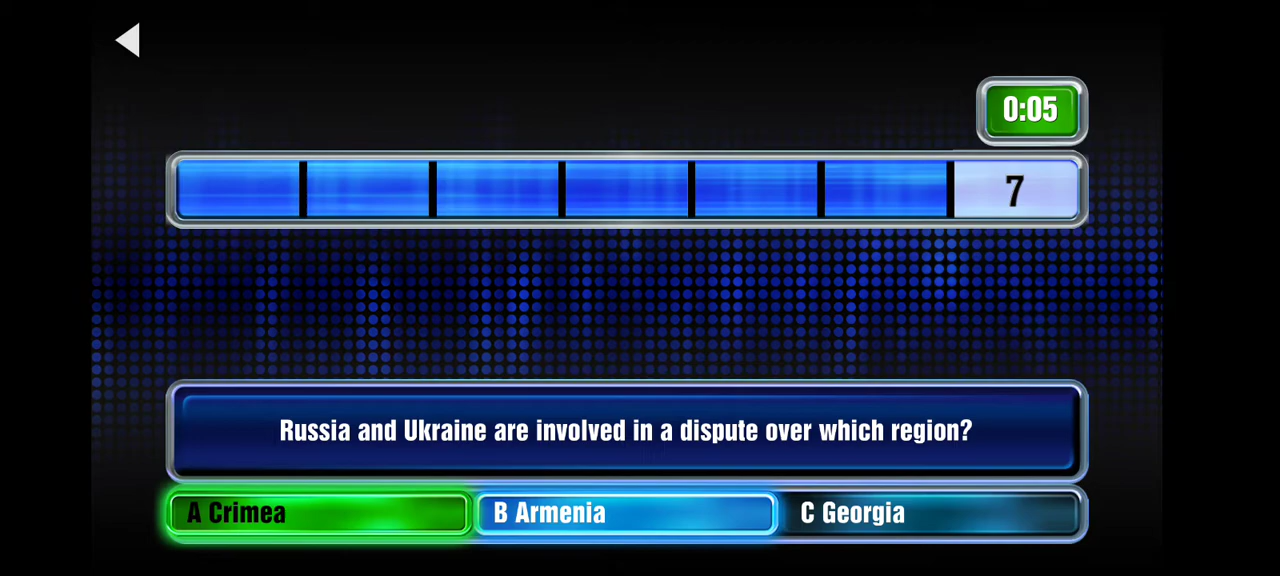 0:05
7
Russia and Ukraine are involved in a dispute over which region?
A Crimea
B Armenia
C Georgia